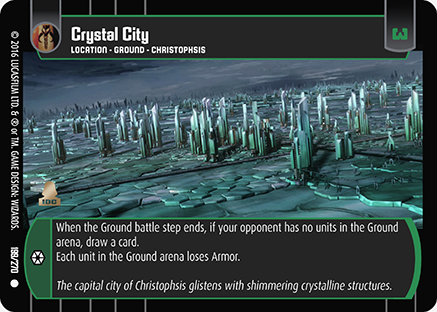 Crystal City
LOCATION - GROUND - CHRISTOPHSIS
When the Ground battle step ends, if your opponent has no units in the Ground
arena, draw a card.
Each unit in the Ground arena loses Armor.
The capital city of Christophsis glistens with shimmering crystalline structures.
© 2016 LUCASFILM LTD. & ® or TM. GAME DESIGN: WIZARDS.
189/270
100